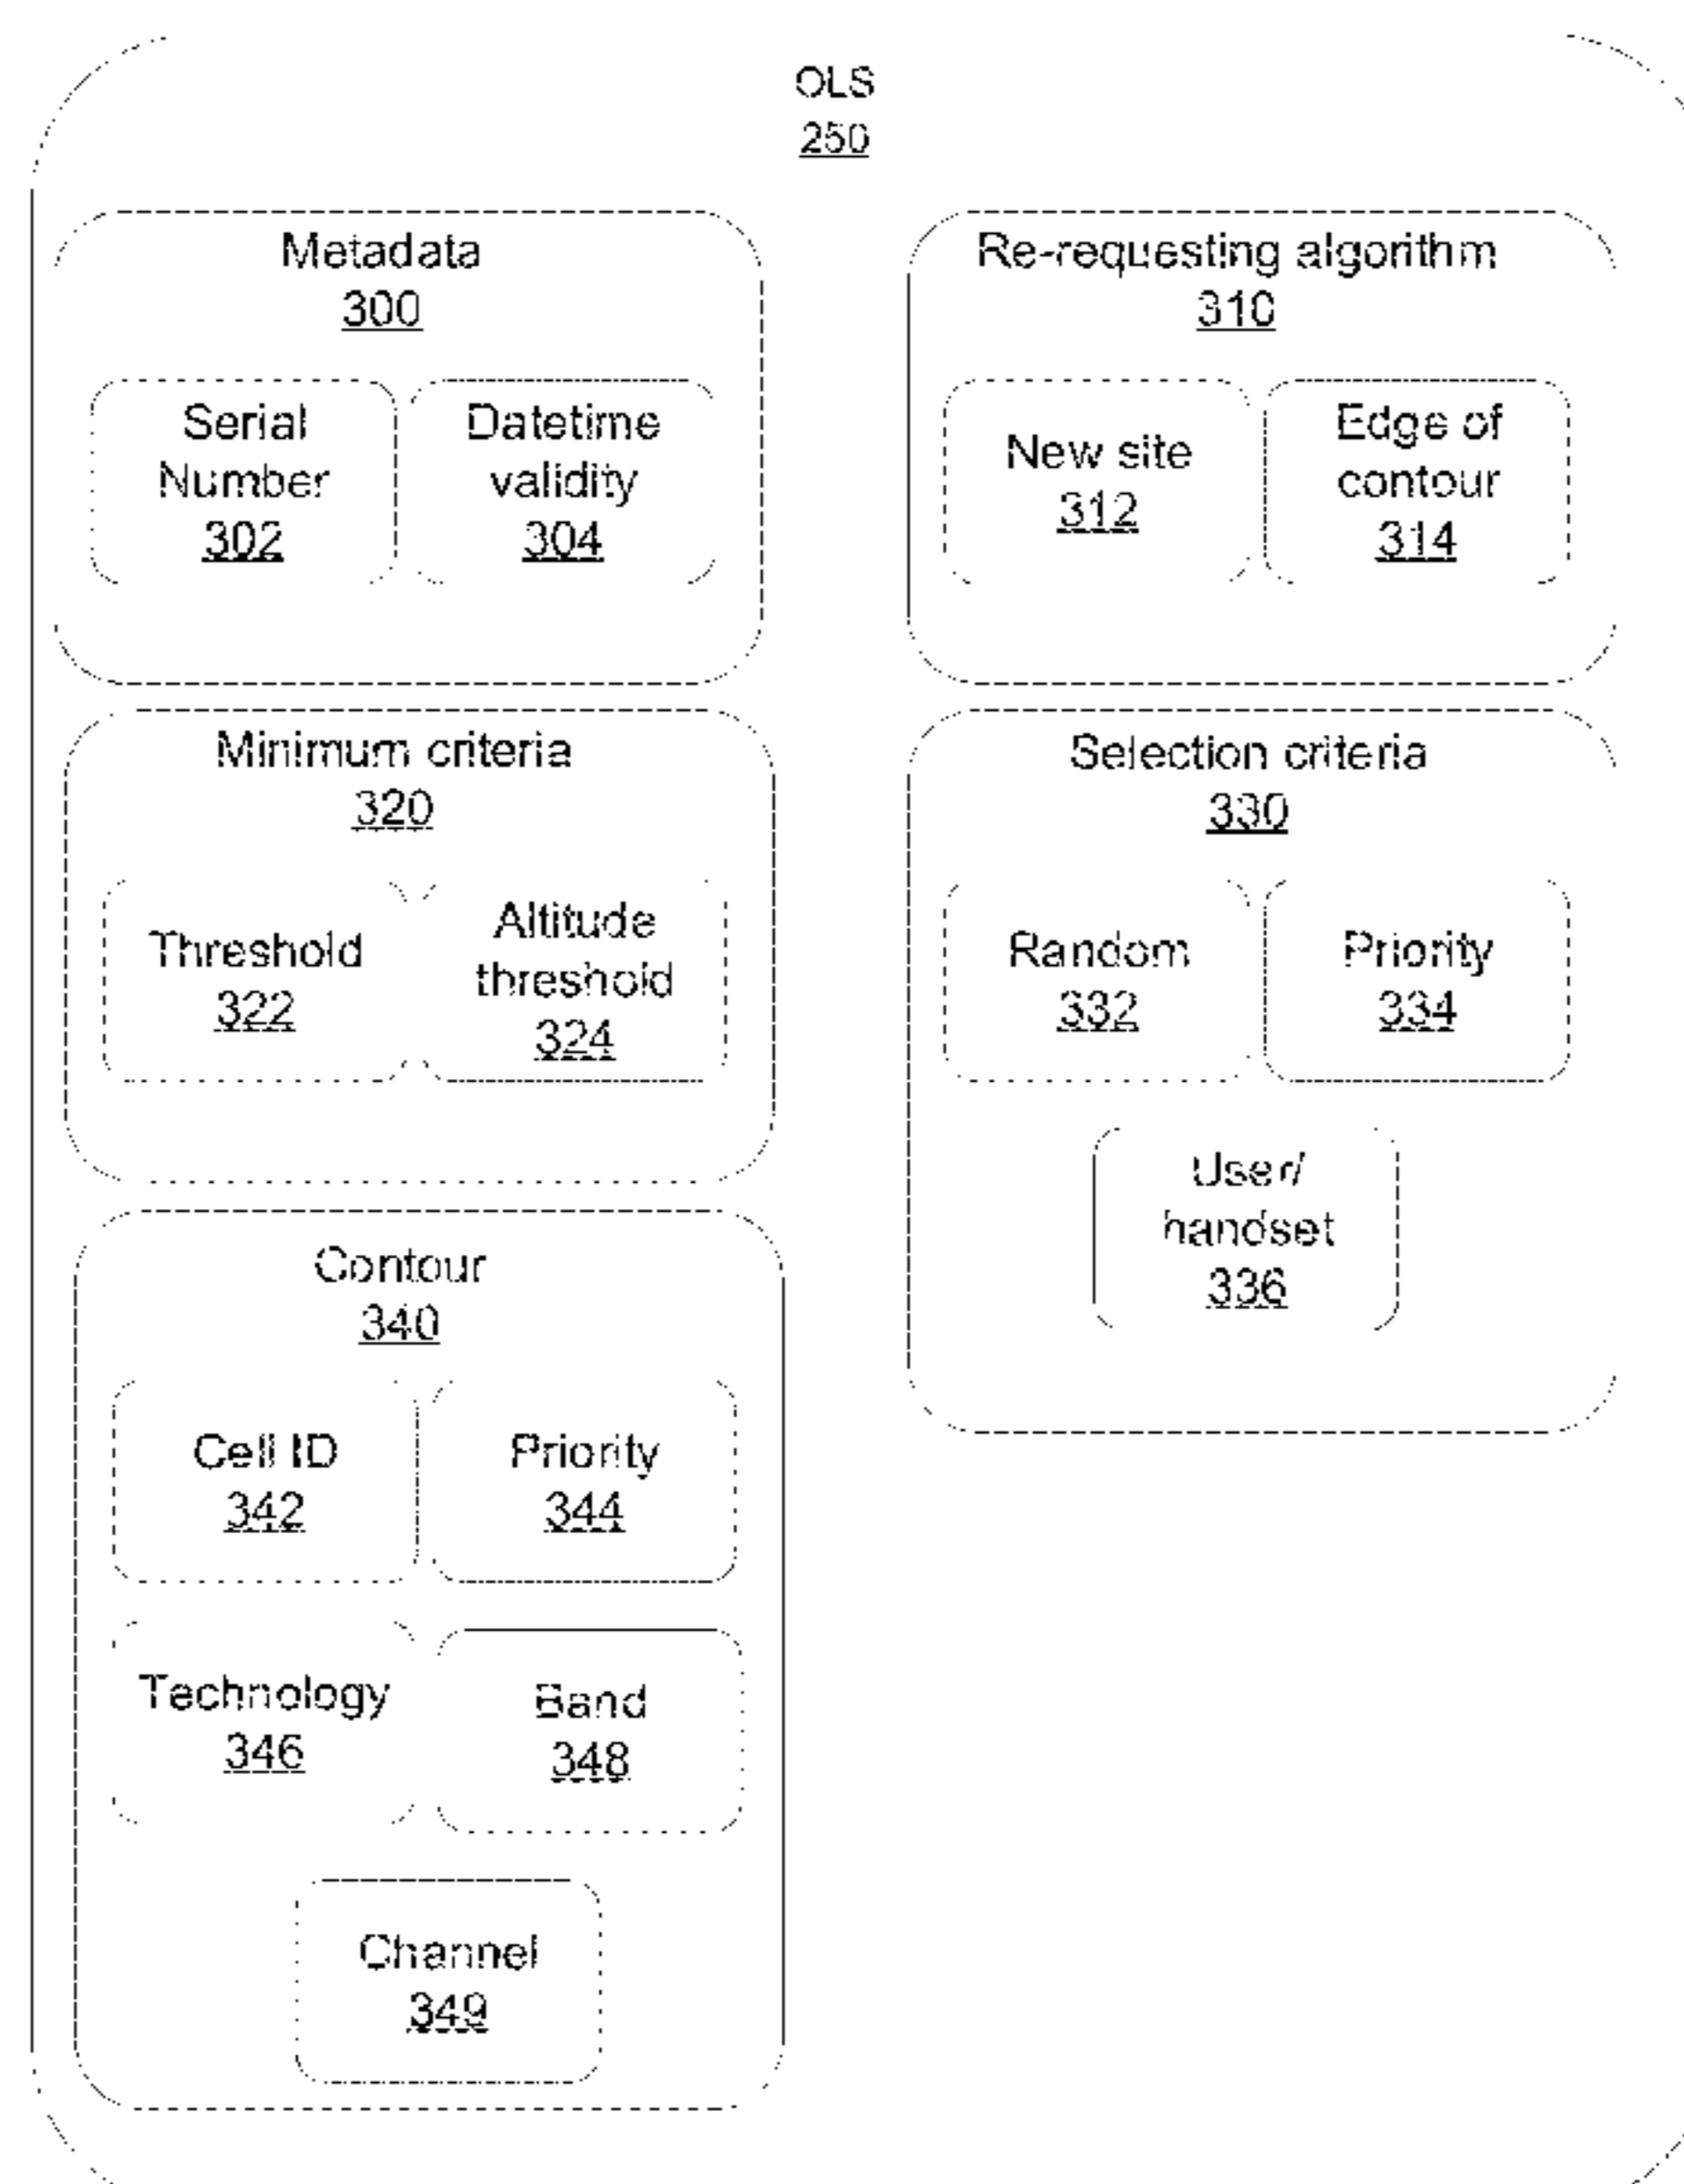 OLS
250
Metadata
300
Serial
Number
302
Datetime
validity
304
Re-requesting algorithm
310
New site
312
Edge of
contour
314
Minimum criteria
320
Threshold
322
Altitude
threshold
324
Selection criteria
330
Random
332
Priority
334
User/
handset
336
Contour
340
Cell ID
342
Priority
344
Technology
346
Band
348
Channel
349